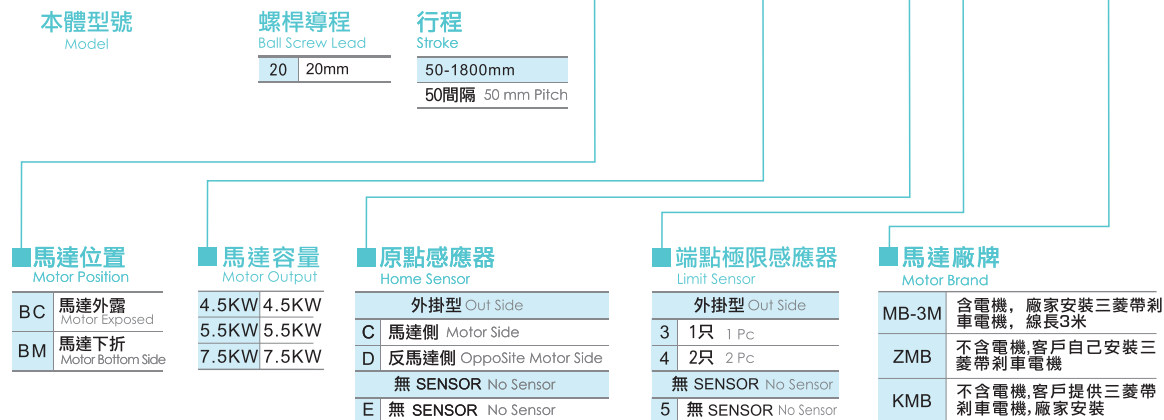 本體型號
Model
螺桿導程
Ball Screw Lead
20 20mm
行程
Stroke
50-1800mm
50間隔 50 mm Pitch
馬達位置
Motor Position
BC 馬達外露
Motor Exposed
BM 馬達下折
Motor Bottom Side
馬達容量
Motor Output
4.5KW 4.5KW
5.5KW 5.5KW
7.5KW 7.5KW
原點感應器
Home Sensor
外掛型 Out Side
C 馬達側 Motor Side
D 反馬達側 OppoSite Motor Side
無 SENSOR No Sensor
E 無 SENSOR No Sensor
端點極限感應器
Limit Sensor
外掛型 Out Side
3 1只 1 Pc
4 2只 2 Pc
無 SENSOR No Sensor
5 無 SENSOR No Sensor
馬達廠牌
Motor Brand
MB-3M 含電機，廠家安裝三菱帶剎
車電機，線長3米
ZMB 不含電機,客戶自己安裝三
菱帶剎車電機
KMB 不含電機,客戶提供三菱帶
剎車電機,廠家安裝